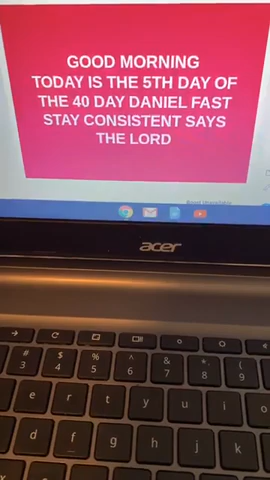 GOOD MORNING
TODAY IS THE 5TH DAY OF
THE 40 DAY DANIEL FAST
STAY CONSISTENT SAYS
THE LORD
acer
# $ % ^ & * (
3 4 5 6 7 8 9
e r t y u i o
d f g h j k